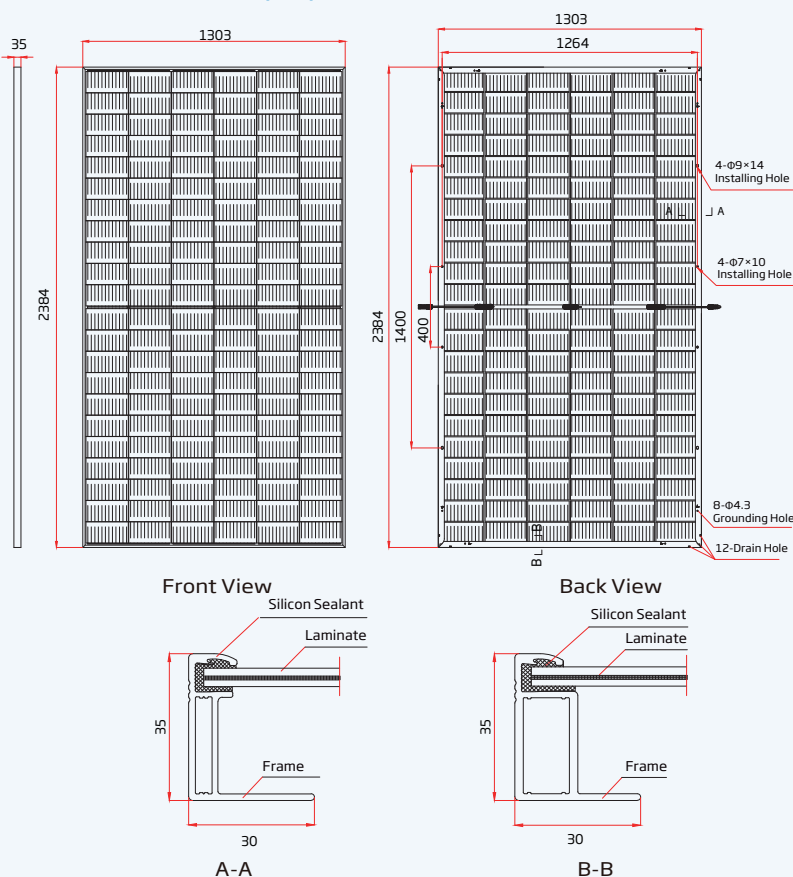 35
1303
2384
Front View
1303
1264
2384
1400
400
4-Φ9×14
Installing Hole
A
A
4-Φ7×10
Installing Hole
8-Φ4.3
Grounding Hole
12-Drain Hole
B
B
Back View
Silicon Sealant
Laminate
35
Frame
30
A-A
Silicon Sealant
Laminate
35
Frame
30
B-B